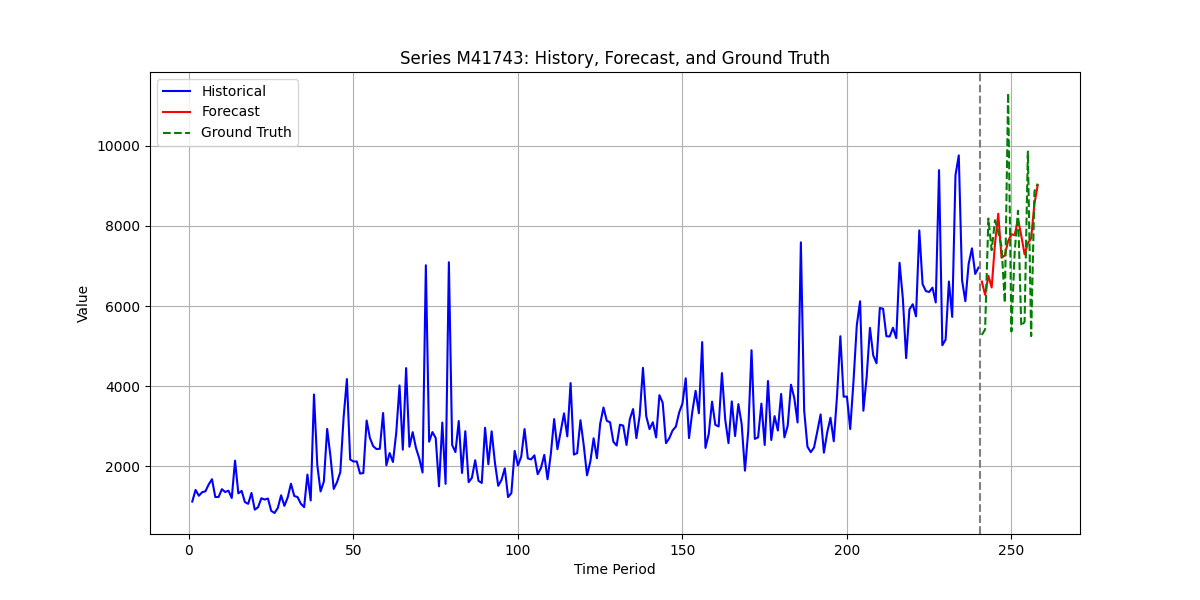 Series M41743: History, Forecast, and Ground Truth
Historical
Forecast
Ground Truth
Value
10000
8000
6000
4000
2000
0 50 100 150 200 250
Time Period